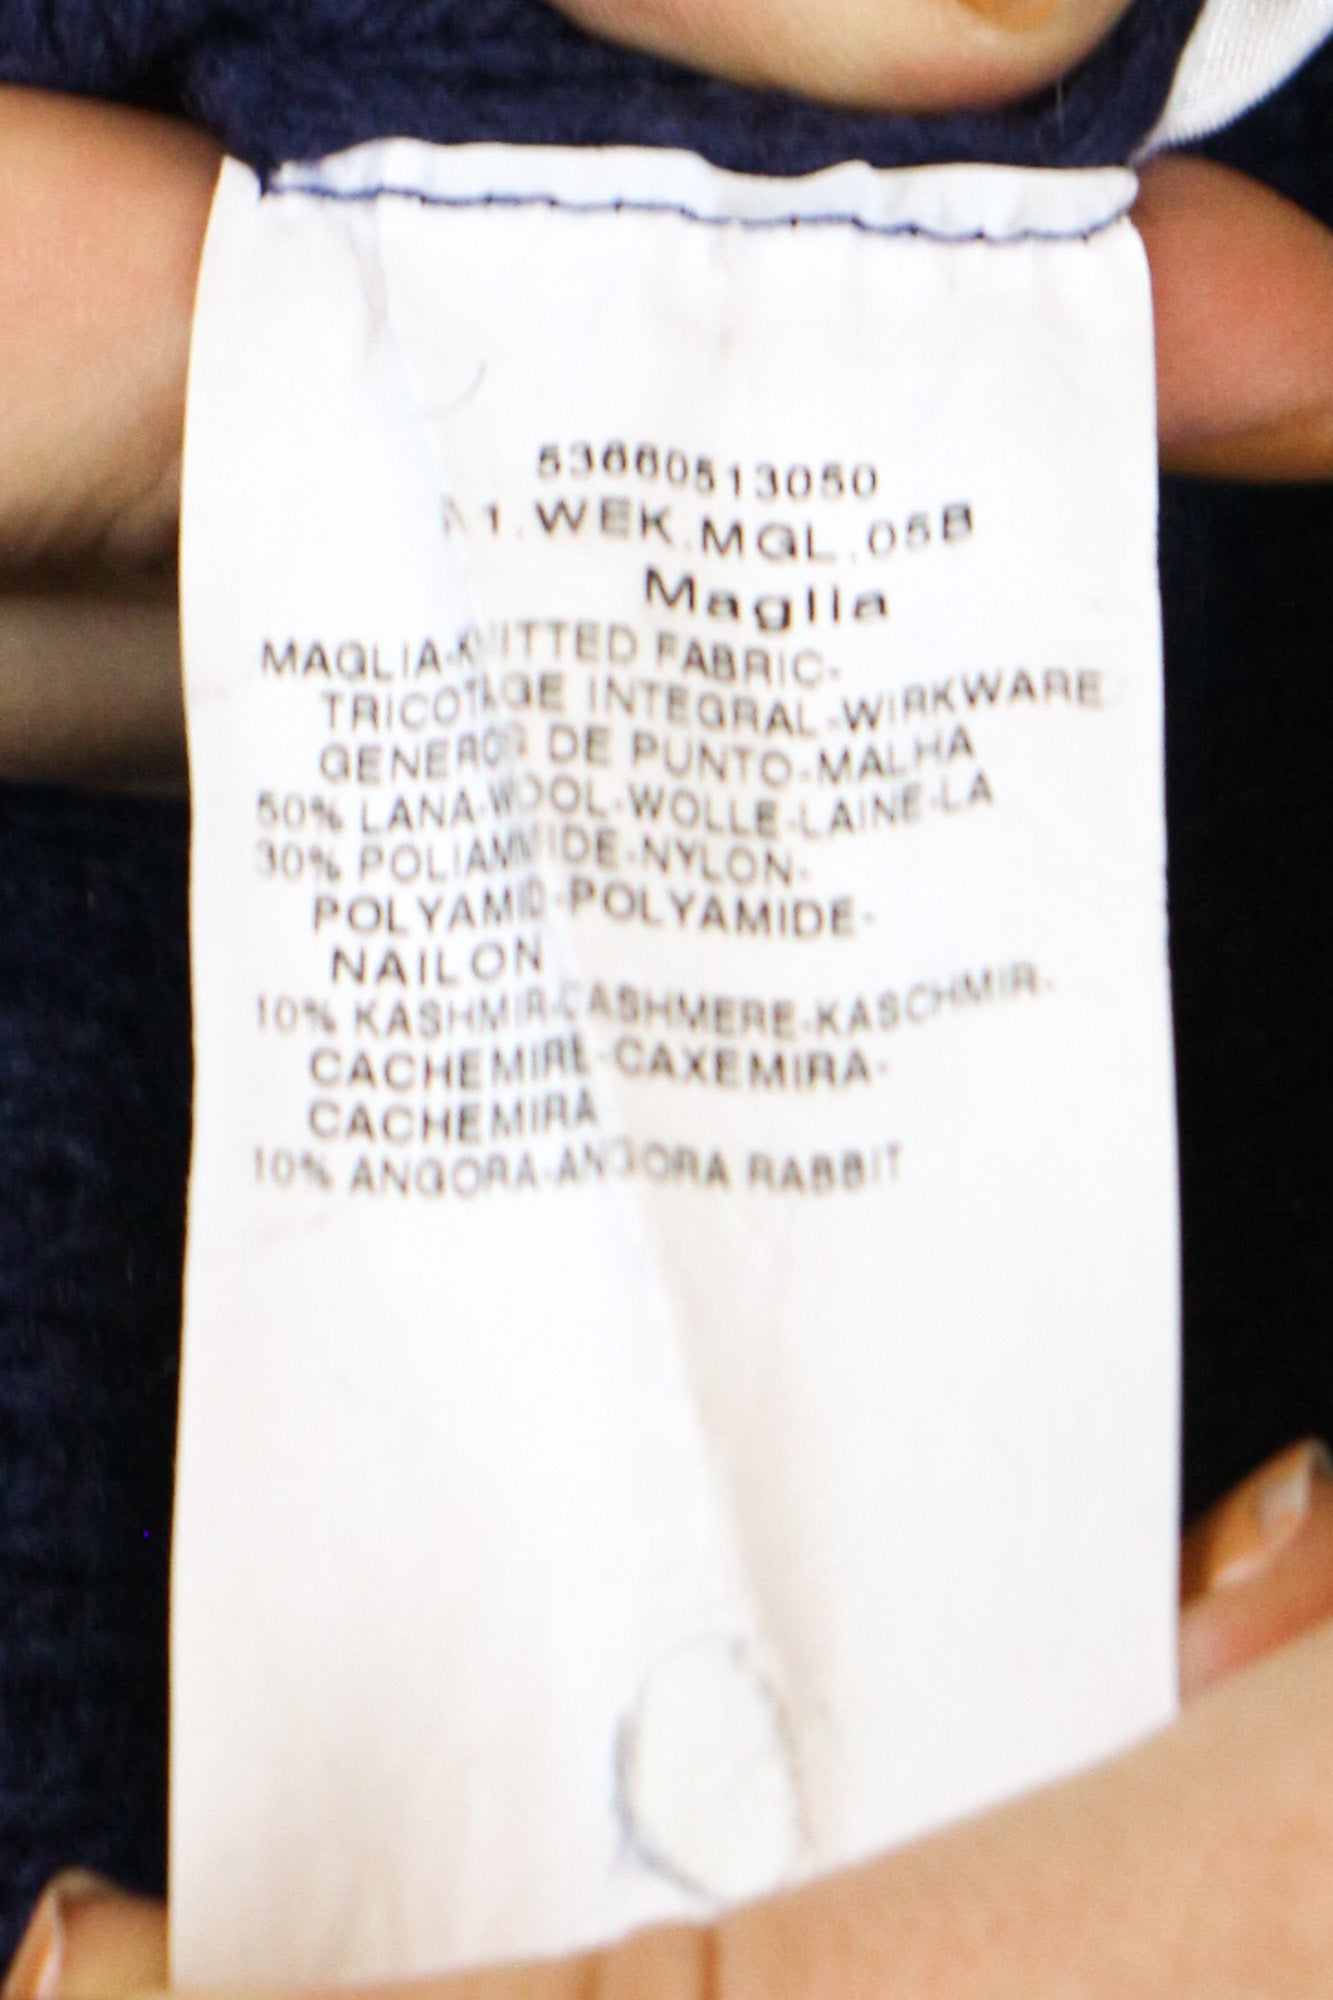 53660513050
1.WEK.MGL.05B
Maglia
MAGLIA-KNITTED FABRIC-
TRICOTAGE INTEGRAL-WIRKWARE
GENEROS DE PUNTO-MALHA
50% LANA-WOOL-WOLLE-LAINE-LA
30% POLIAMMIDE-NYLON-
POLYAMID-POLYAMIDE-
NAILON
10% KASHMIR-CASHMERE-KASCHMIR-
CACHEMIRE-CAXEMIRA-
CACHEMIRA
10% ANGORA-ANGORA RABBIT